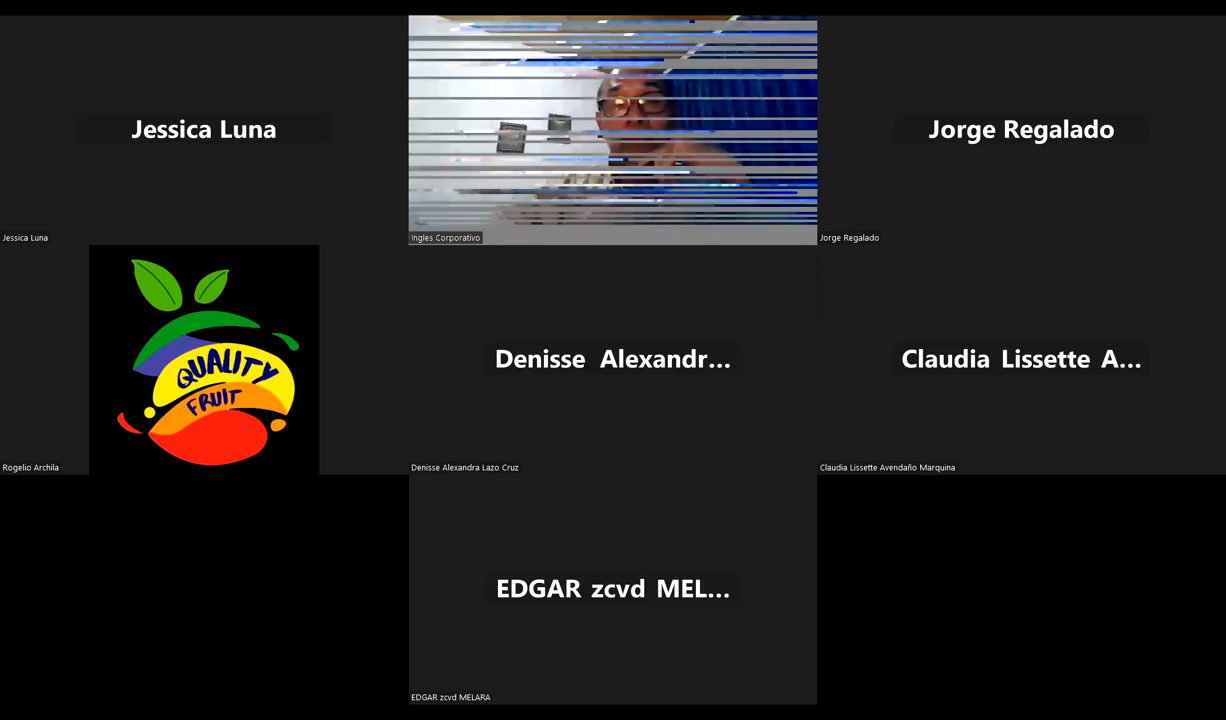 Jessica Luna
Jorge Regalado
Jessica Luna
Ingles Corporativo
Jorge Regalado
QUALITY
FRUIT
Denisse Alexandr...
Claudia Lissette A...
Rogelio Archila
Denisse Alexandra Lazo Cruz
Claudia Lissette Avendaño Marquina
EDGAR zcvd MEL...
EDGAR zcvd MELARA